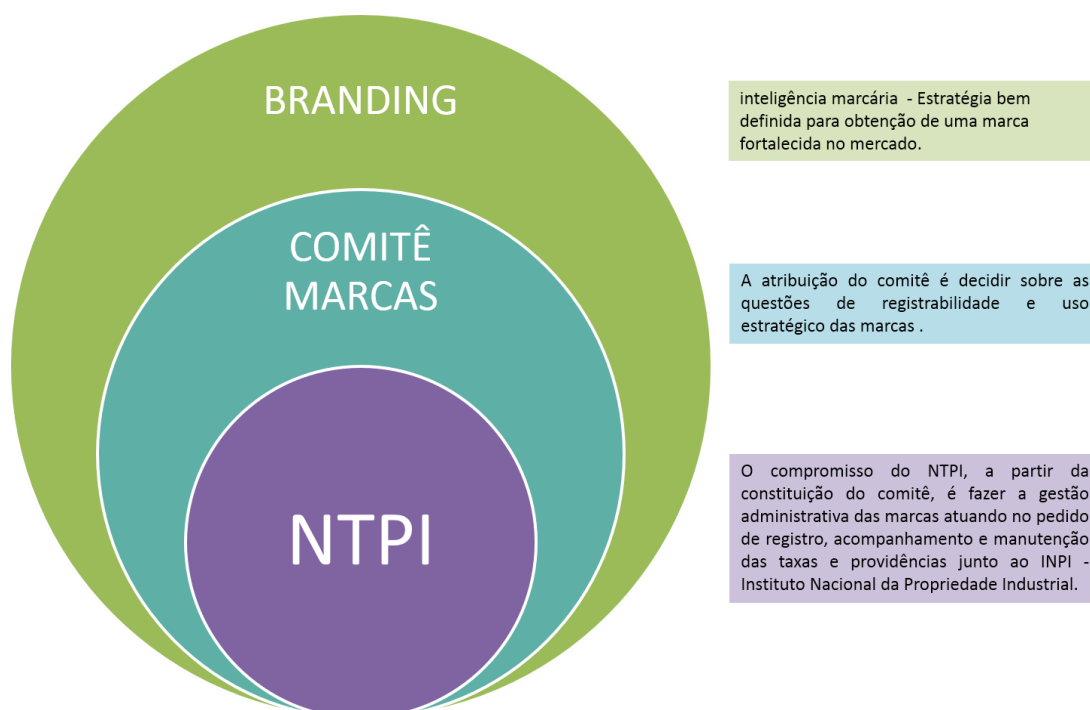 BRANDING
inteligência marcária - Estratégia bem
definida para obtenção de uma marca
fortalecida no mercado.
COMITÊ
MARCAS
A atribuição do comitê é decidir sobre as
questões de registrabilidade e uso
estratégico das marcas .
NTPI
O compromisso do NTPI, a partir da
constituição do comitê, é fazer a gestão
administrativa das marcas atuando no pedido
de registro, acompanhamento e manutenção
das taxas e providências junto ao INPI -
Instituto Nacional da Propriedade Industrial.